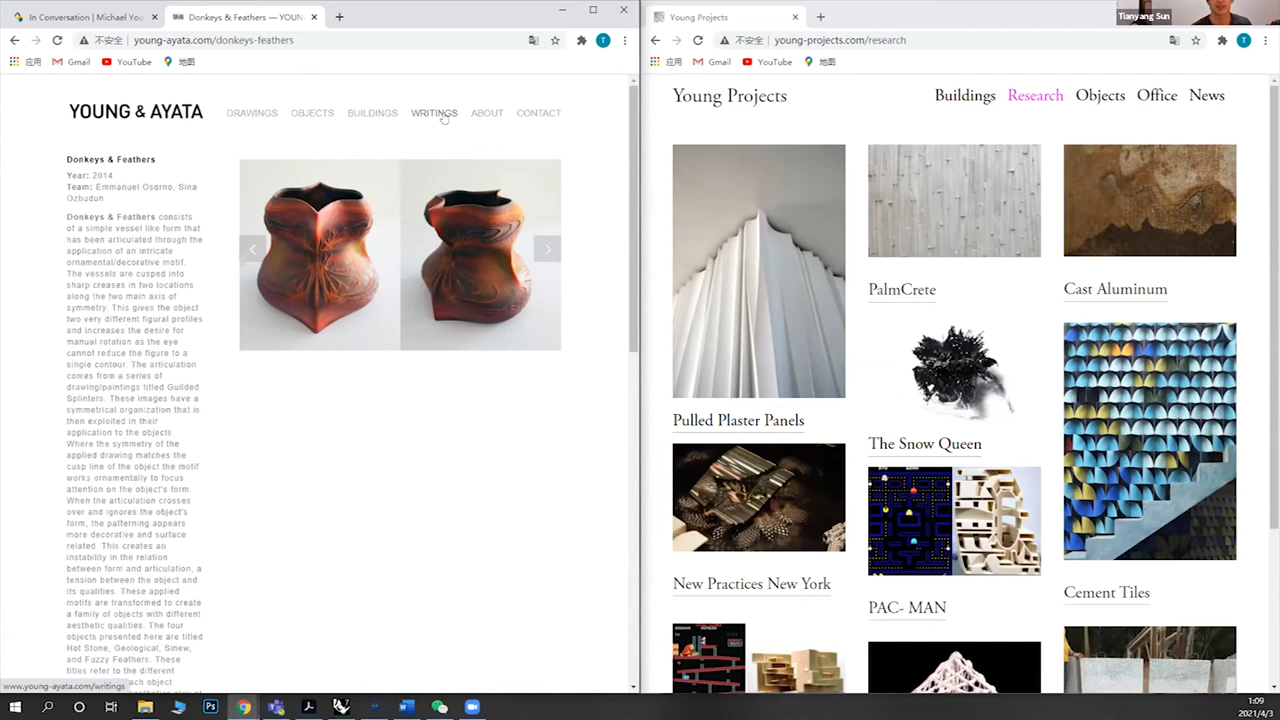 In Conversation | Michael You
Donkeys & Feathers — YOUN
不安全
young-ayata.com/donkeys-feathers
T
应用
Gmail
YouTube
地图
YOUNG & AYATA
DRAWINGS
OBJECTS
BUILDINGS
WRITINGS
ABOUT
CONTACT
Donkeys & Feathers
Year: 2014
Team: Emmanuel Osorno, Sina
Ozbudun
Donkeys & Feathers consists
of a simple vessel like form that
has been articulated through the
application of an intricate
ornamental/decorative motif.
The vessels are cusped into
sharp creases in two locations
along the two main axis of
symmetry. This gives the object
two very different figural profiles
and increases the desire for
manual rotation as the eye
cannot reduce the figure to a
single contour. The articulation
comes from a series of
drawing/paintings titled Guilded
Splinters. These images have a
symmetrical organization that is
then exploited in their
application to the objects
Where the symmetry of the
applied drawing matches the
cusp line of the object the motif
works ornamentally to focus
attention on the object's form.
When the articulation crosses
over and ignores the object's
form, the patterning appears
more decorative and surface
related. This creates an
instability in the relation
between form and articulation, a
tension between the object and
its qualities. These applied
motifs are transformed to create
a family of objects with different
aesthetic qualities. The four
objects presented here are titled
Hot Stone, Geological, Sinew,
and Fuzzy Feathers. These
titles refer to the different
ach object
www.young-ayata.com/writings
Young Projects
不安全
young-projects.com/research
T
Tianyang Sun
应用
Gmail
YouTube
地图
Young Projects
Buildings
Research
Objects
Office
News
Pulled Plaster Panels
PalmCrete
Cast Aluminum
The Snow Queen
New Practices New York
PAC- MAN
Cement Tiles
1:09
2021/4/3